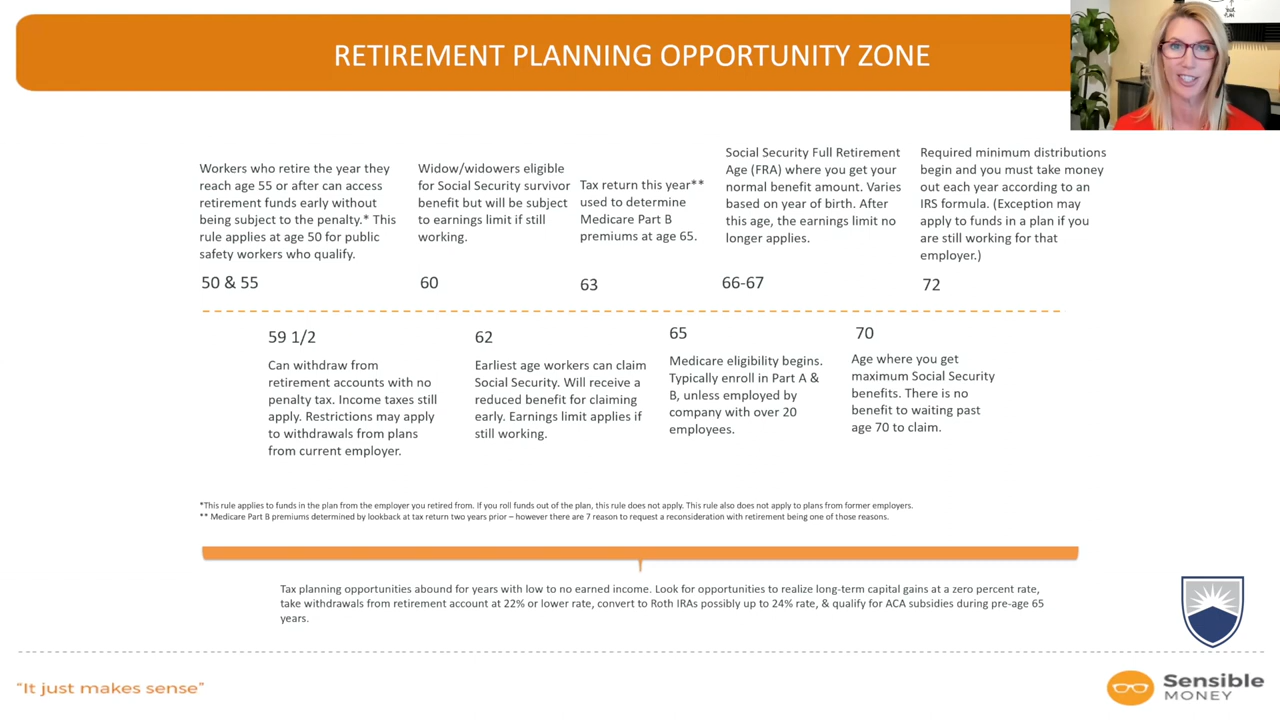 RETIREMENT PLANNING OPPORTUNITY ZONE
Workers who retire the year they
reach age 55 or after can access
retirement funds early without
being subject to the penalty.* This
rule applies at age 50 for public
safety workers who qualify.
50 & 55
Widow/widowers eligible
for Social Security survivor
benefit but will be subject
to earnings limit if still
working.
60
Tax return this year**
used to determine
Medicare Part B
premiums at age 65.
63
Social Security Full Retirement
Age (FRA) where you get your
normal benefit amount. Varies
based on year of birth. After
this age, the earnings limit no
longer applies.
66-67
Required minimum distributions
begin and you must take money
out each year according to an
IRS formula. (Exception may
apply to funds in a plan if you
are still working for that
employer.)
72
59 1/2
Can withdraw from
retirement accounts with no
penalty tax. Income taxes still
apply. Restrictions may apply
to withdrawals from plans
from current employer.
62
Earliest age workers can claim
Social Security. Will receive a
reduced benefit for claiming
early. Earnings limit applies if
still working.
65
Medicare eligibility begins.
Typically enroll in Part A &
B, unless employed by
company with over 20
employees.
70
Age where you get
maximum Social Security
benefits. There is no
benefit to waiting past
age 70 to claim.
*This rule applies to funds in the plan from the employer you retired from. If you roll funds out of the plan, this rule does not apply. This rule also does not apply to plans from former employers.
** Medicare Part B premiums determined by lookback at tax return two years prior – however there are 7 reason to request a reconsideration with retirement being one of those reasons.
Tax planning opportunities abound for years with low to no earned income. Look for opportunities to realize long-term capital gains at a zero percent rate,
take withdrawals from retirement account at 22% or lower rate, convert to Roth IRAs possibly up to 24% rate, & qualify for ACA subsidies during pre-age 65
years.
"It just makes sense"
Sensible
MONEY